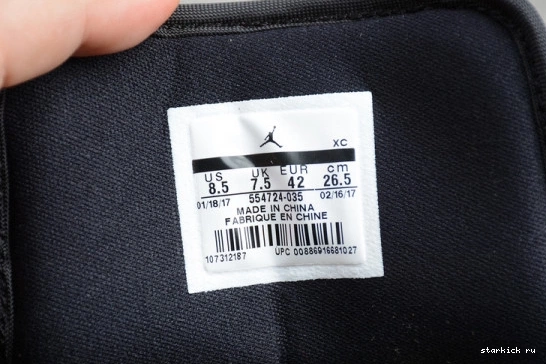 XC
US UK EUR cm
8.5 7.5 42 26.5
01/18/17 554724-035 02/16/17
MADE IN CHINA
FABRIQUE EN CHINE
107312187 UPC 00886916681027
starkick ru